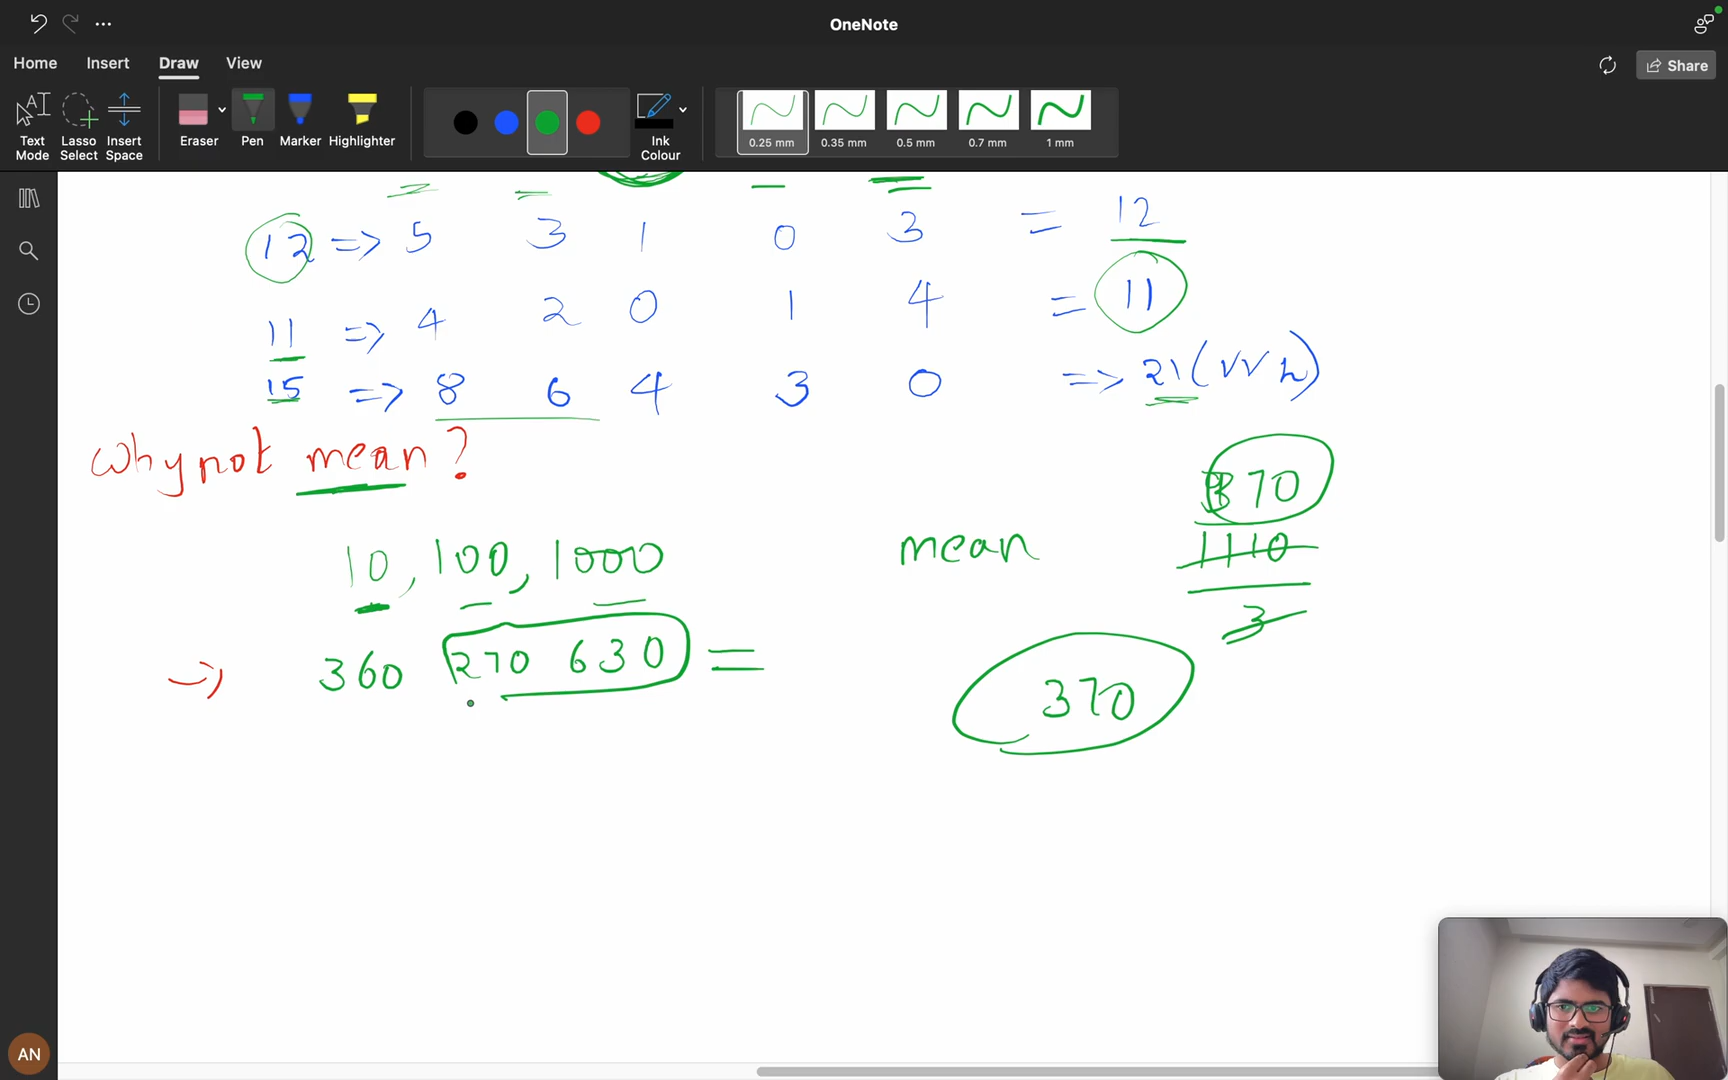 OneNote
Home Insert Draw View
Share
Text Mode
Lasso Select
Insert Space
Eraser
Pen
Marker
Highlighter
Ink Colour
0.25 mm
0.35 mm
0.5 mm
0.7 mm
1 mm
12 => 5 3 1 0 3 = 12
11 => 4 2 0 1 4 = 11
15 => 8 6 4 3 0 => 21 (VVh)
Why not mean?
370
10, 100, 1000 mean 1110
3
360 270 630 = 370
AN